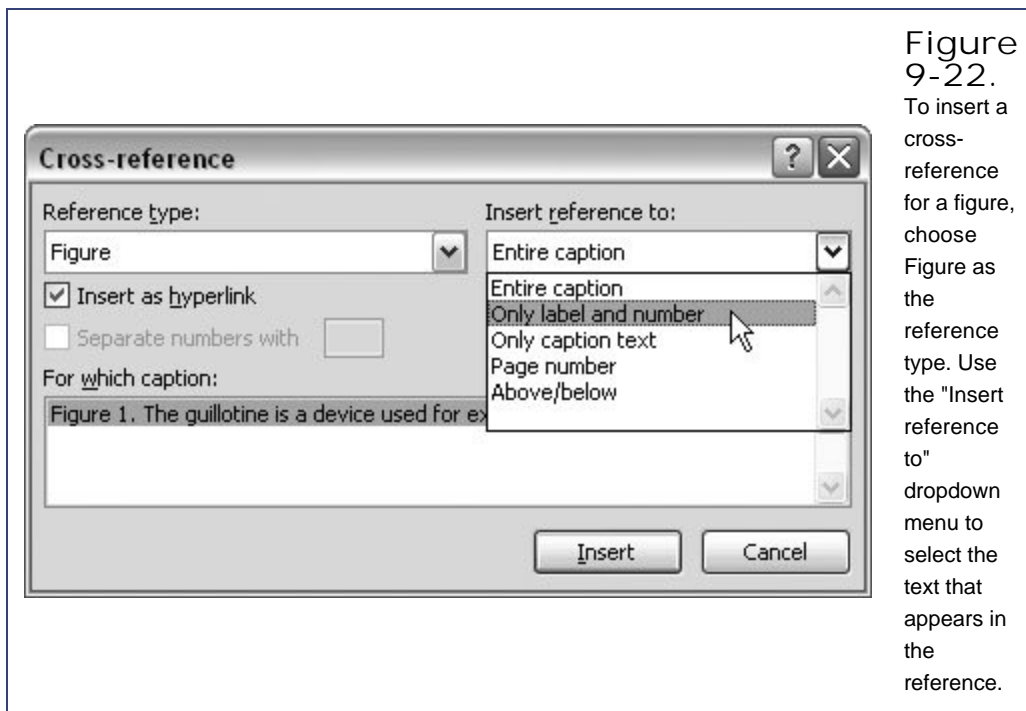 Cross-reference
?
Reference type:
Insert reference to:
Figure
Entire caption
Insert as hyperlink
Separate numbers with
Entire caption
Only label and number
Only caption text
Page number
Above/below
For which caption:
Figure 1. The guillotine is a device used for ex
Insert
Cancel
Figure
9-22.
To insert a
cross-
reference
for a figure,
choose
Figure as
the
reference
type. Use
the "Insert
reference
to"
dropdown
menu to
select the
text that
appears in
the
reference.